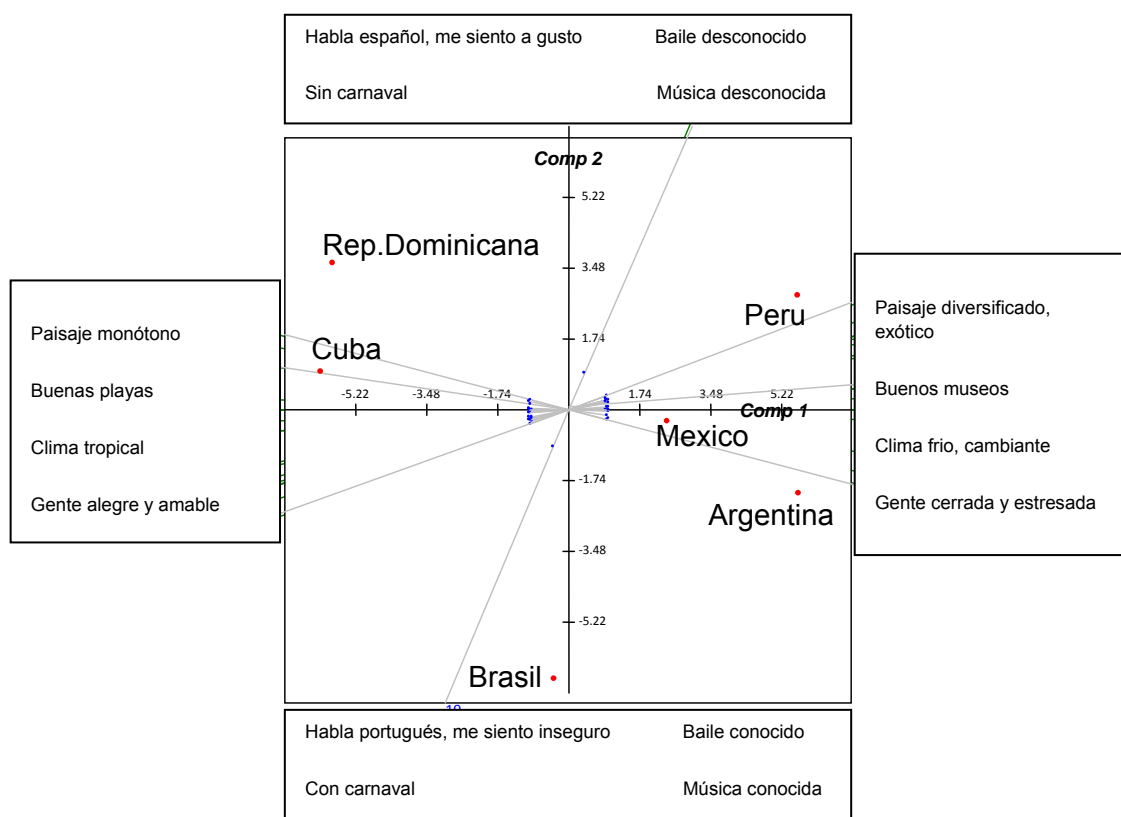 Habla español, me siento a gusto Baile desconocido
Sin carnaval Música desconocida
Comp 2
5.22
Rep.Dominicana
3.48
Peru
1.74
Cuba
-5.22 -3.48 -1.74 1.74 3.48 5.22
Comp 1
Mexico
-1.74
Argentina
-3.48
-5.22
Brasil
Paisaje monótono
Buenas playas
Clima tropical
Gente alegre y amable
Paisaje diversificado,
exótico
Buenos museos
Clima frio, cambiante
Gente cerrada y estresada
Habla portugués, me siento inseguro Baile conocido
Con carnaval Música conocida